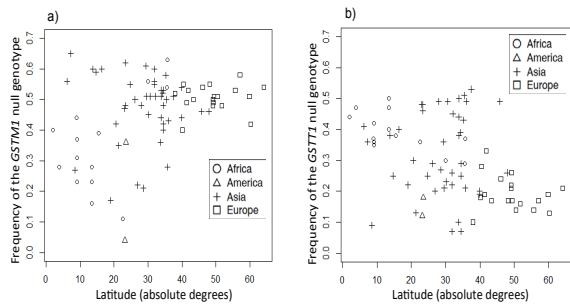 a)
Frequency of the GSTM1 null genotype
0.7
0.6
0.5
0.4
0.3
0.2
0.1
0.0
Africa
America
Asia
Europe
0 10 20 30 40 50 60
Latitude (absolute degrees)
b)
Frequency of the GSTT1 null genotype
0.7
0.6
0.5
0.4
0.3
0.2
0.1
0.0
Africa
America
Asia
Europe
0 10 20 30 40 50 60
Latitude (absolute degrees)